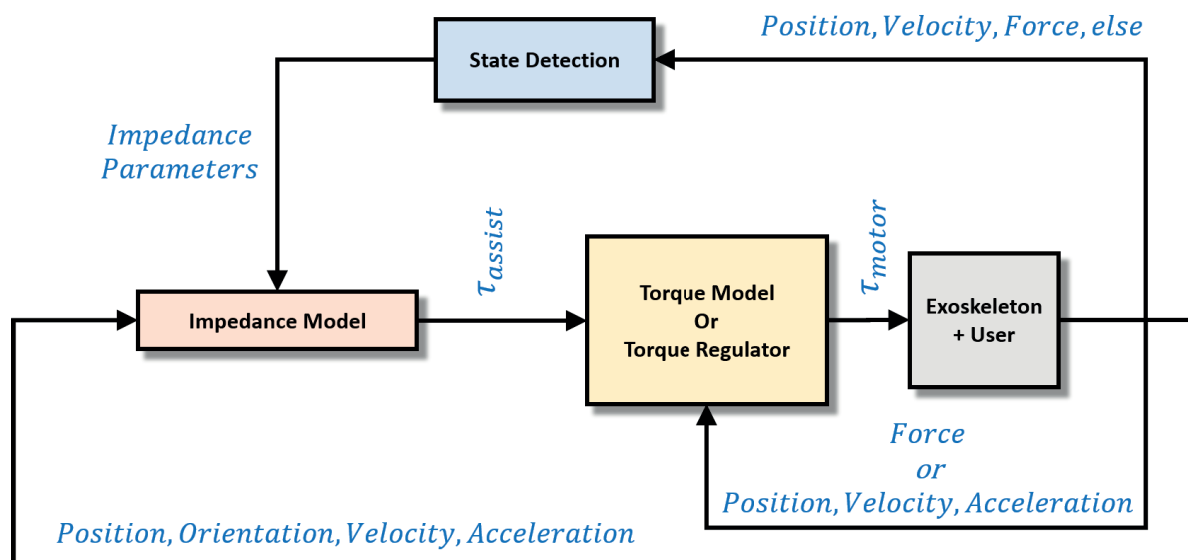 Position, Velocity, Force, else
State Detection
Impedance
Parameters
τassist
τmotor
Impedance Model
Torque Model
Or
Torque Regulator
Exoskeleton
+ User
Force
or
Position, Velocity, Acceleration
Position, Orientation, Velocity, Acceleration